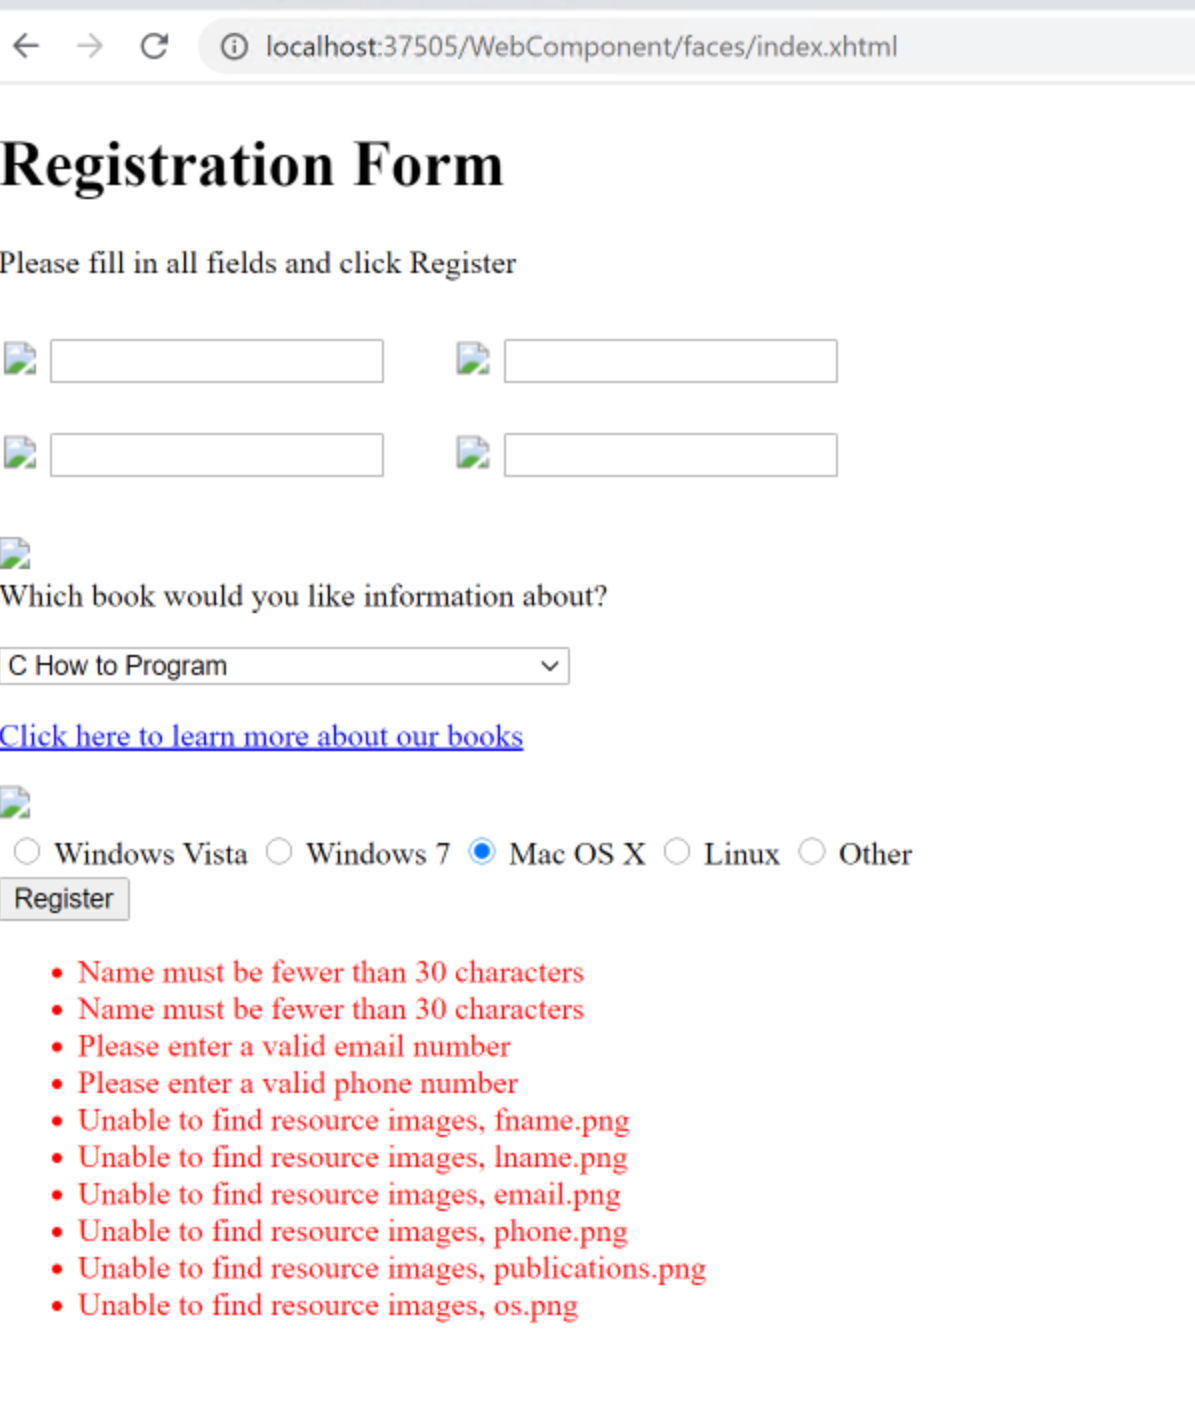 localhost:37505/WebComponent/faces/index.xhtml
Registration Form
Please fill in all fields and click Register
Which book would you like information about?
C How to Program
Click here to learn more about our books
Windows Vista Windows 7 Mac OS X Linux Other
Register
Name must be fewer than 30 characters
Name must be fewer than 30 characters
Please enter a valid email number
Please enter a valid phone number
Unable to find resource images, fname.png
Unable to find resource images, lname.png
Unable to find resource images, email.png
Unable to find resource images, phone.png
Unable to find resource images, publications.png
Unable to find resource images, os.png